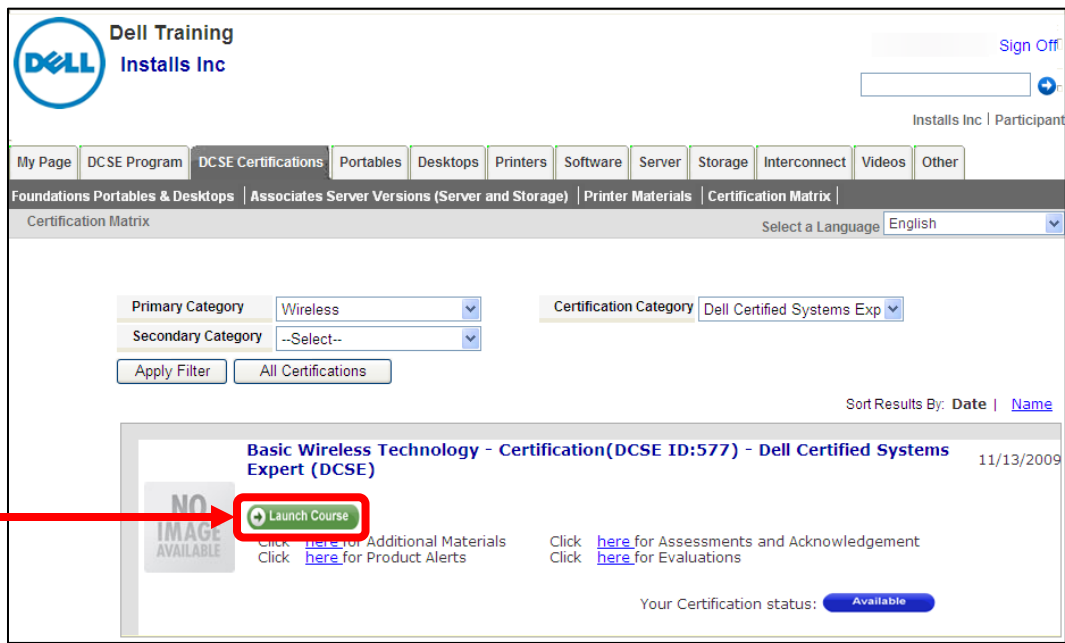 DELL
Dell Training
Installs Inc
Sign Off
Installs Inc | Participant
My Page DCSE Program DCSE Certifications Portables Desktops Printers Software Server Storage Interconnect Videos Other
Foundations Portables & Desktops | Associates Server Versions (Server and Storage) | Printer Materials | Certification Matrix |
Certification Matrix
Select a Language English
Primary Category Wireless
Certification Category Dell Certified Systems Exp
Secondary Category --Select--
Apply Filter All Certifications
Sort Results By: Date | Name
Basic Wireless Technology - Certification(DCSE ID:577) - Dell Certified Systems
Expert (DCSE)
11/13/2009
NO
IMAGE
AVAILABLE
Launch Course
Click here for Additional Materials Click here for Assessments and Acknowledgement
Click here for Product Alerts Click here for Evaluations
Your Certification status: Available